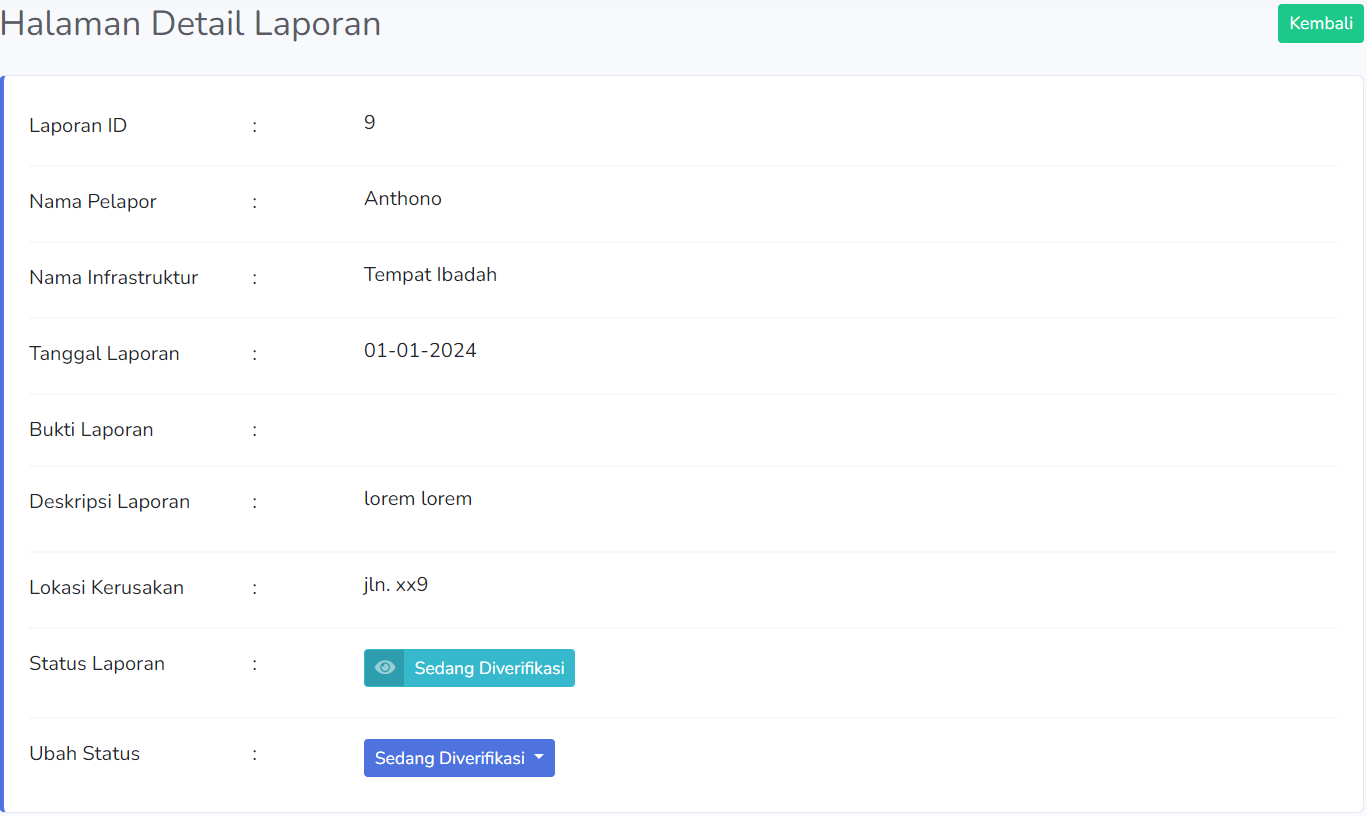 Halaman Detail Laporan
Kembali
Laporan ID : 9
Nama Pelapor : Anthono
Nama Infrastruktur : Tempat Ibadah
Tanggal Laporan : 01-01-2024
Bukti Laporan :
Deskripsi Laporan : lorem lorem
Lokasi Kerusakan : jln. xx9
Status Laporan : Sedang Diverifikasi
Ubah Status : Sedang Diverifikasi